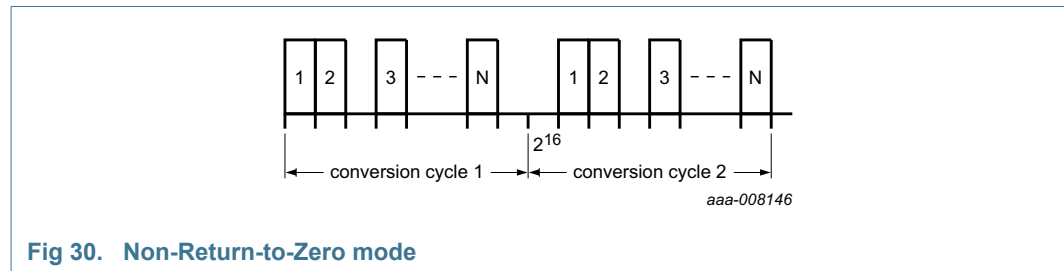 1 2 3 - - - N 1 2 3 - - - N
2^16
conversion cycle 1 conversion cycle 2
aaa-008146
Fig 30. Non-Return-to-Zero mode